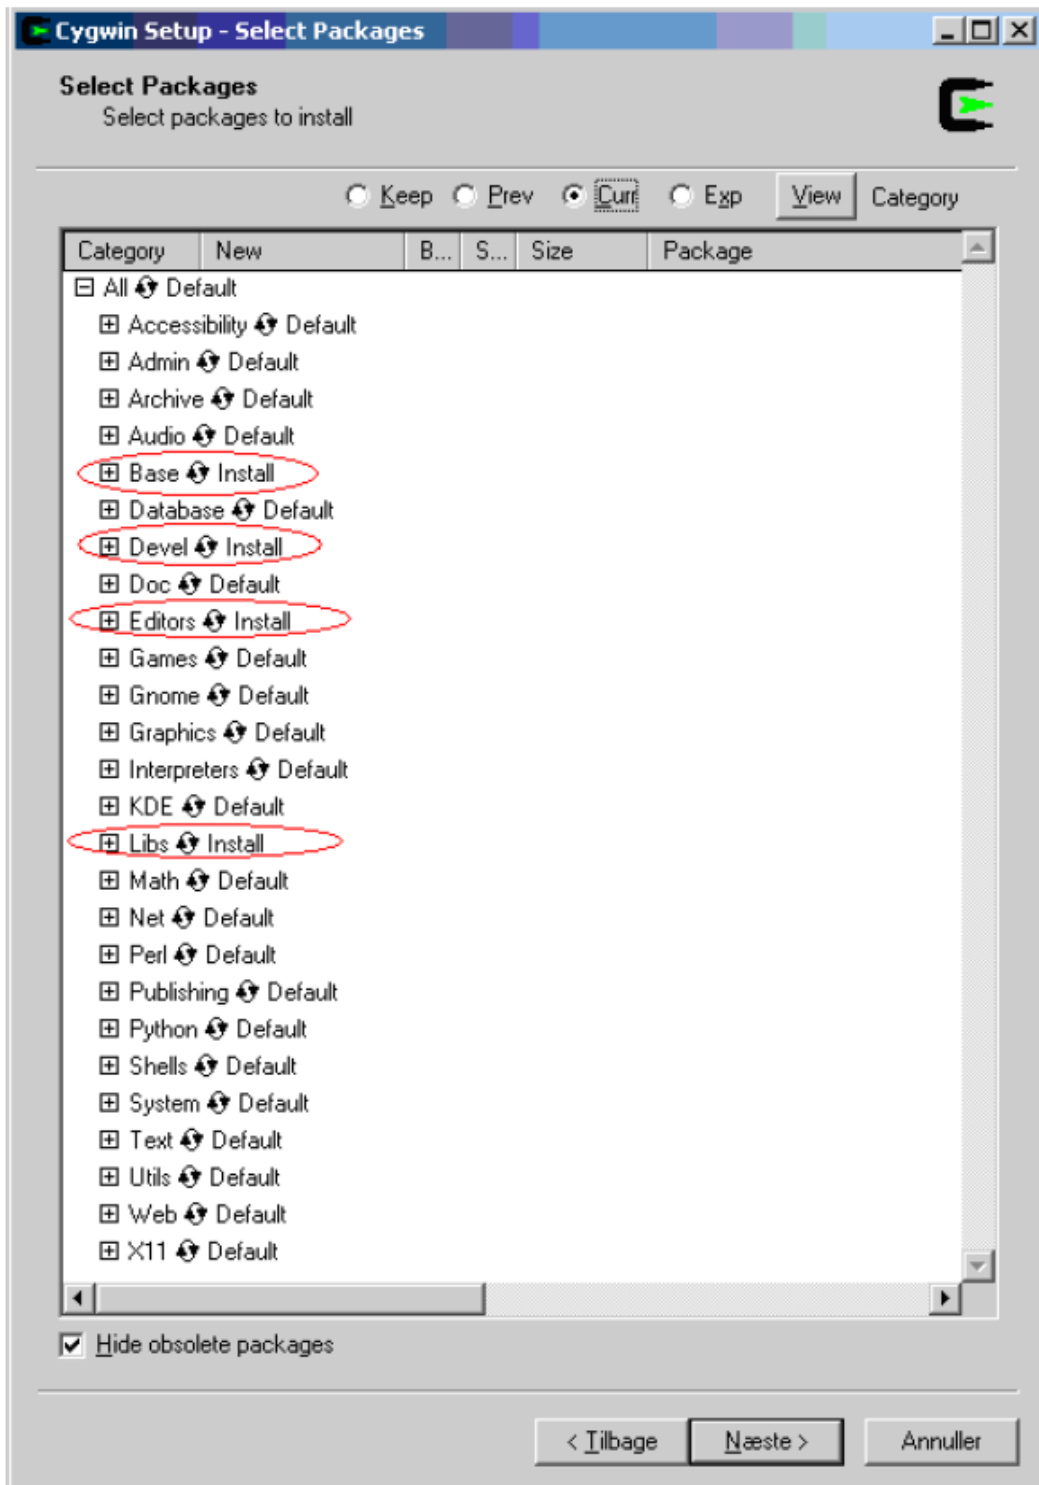 Cygwin Setup - Select Packages
Select Packages
Select packages to install
Keep Prev Curr Exp View Category
Category New B... S... Size Package
All Default
Accessibility Default
Admin Default
Archive Default
Audio Default
Base Install
Database Default
Devel Install
Doc Default
Editors Install
Games Default
Gnome Default
Graphics Default
Interpreters Default
KDE Default
Libs Install
Math Default
Net Default
Perl Default
Publishing Default
Python Default
Shells Default
System Default
Text Default
Utils Default
Web Default
X11 Default
Hide obsolete packages
< Tilbage Næste > Annuller